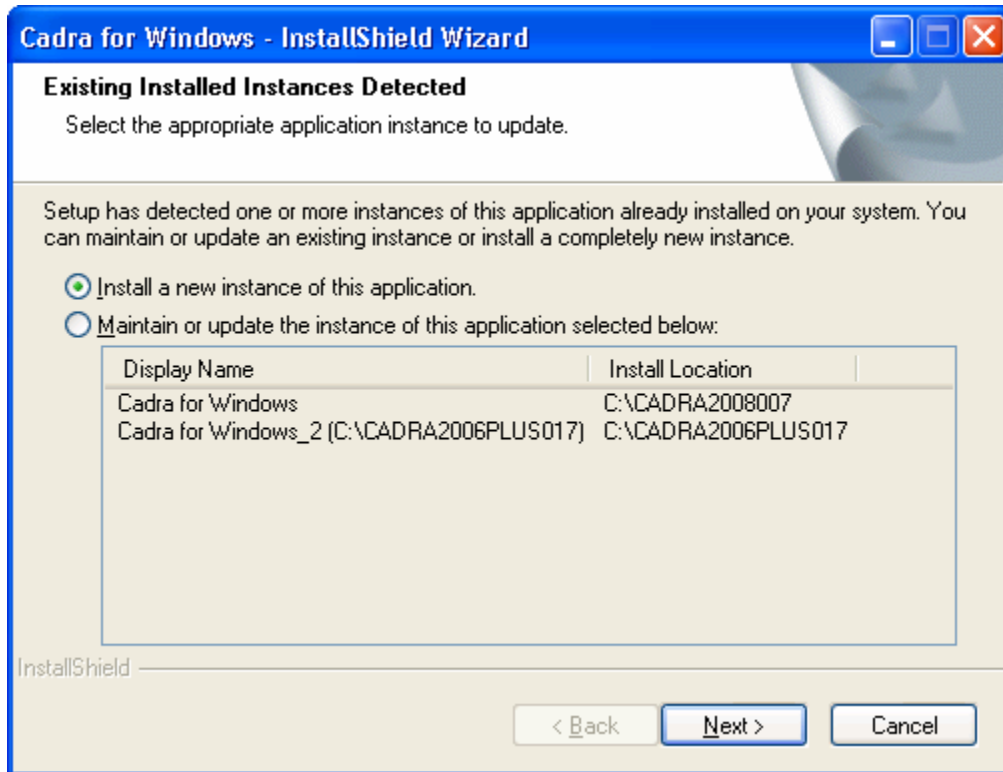 Cadra for Windows - InstallShield Wizard
Existing Installed Instances Detected
Select the appropriate application instance to update.
Setup has detected one or more instances of this application already installed on your system. You
can maintain or update an existing instance or install a completely new instance.
Install a new instance of this application.
Maintain or update the instance of this application selected below:
Display Name Install Location
Cadra for Windows C:\CADRA2008007
Cadra for Windows_2 (C:\CADRA2006PLUS017) C:\CADRA2006PLUS017
InstallShield
< Back Next > Cancel